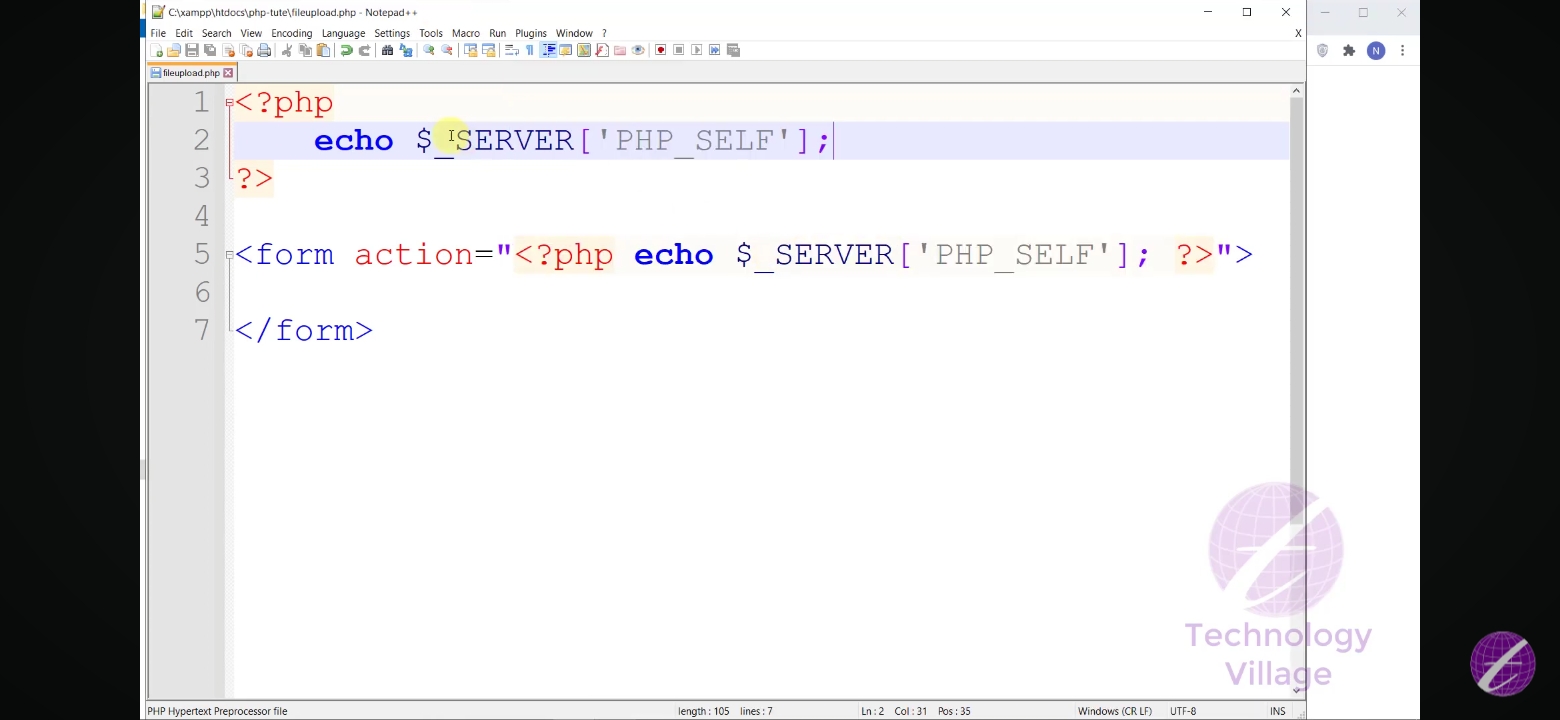 C:\xampp\htdocs\php-tute\fileupload.php - Notepad++
File Edit Search View Encoding Language Settings Tools Macro Run Plugins Window ? X
fileupload.php
N
1 <?php
2 echo $_SERVER['PHP_SELF'];
3 ?>
4
5 <form action="<?php echo $_SERVER['PHP_SELF']; ?>">
6
7 </form>
Technology
Village
PHP Hypertext Preprocessor file length : 105 lines : 7 Ln : 2 Col : 31 Pos : 35 Windows (CR LF) UTF-8 INS